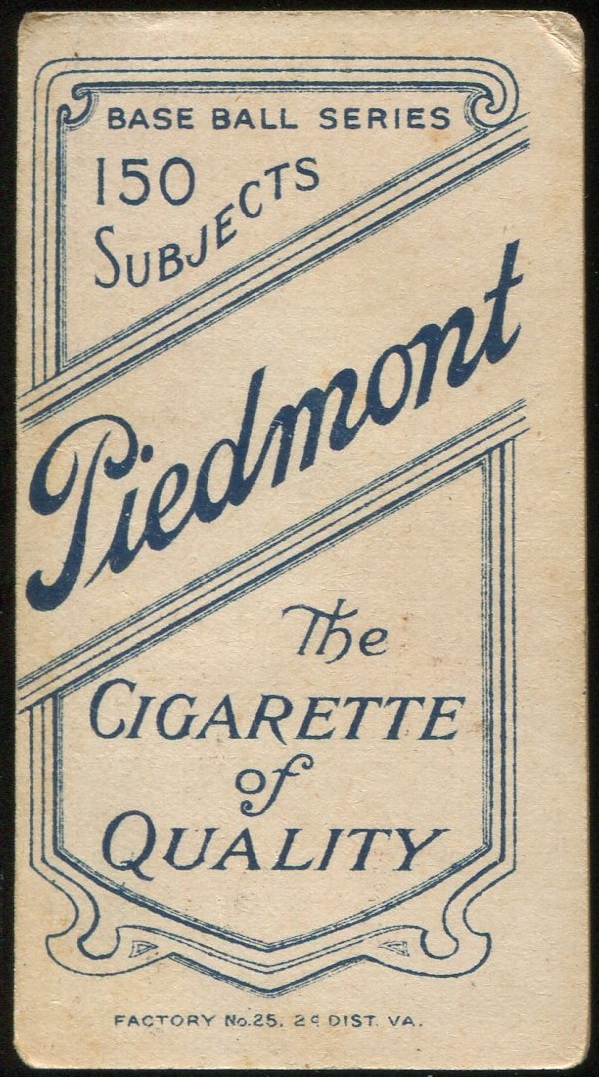 BASE BALL SERIES
150
SUBJECTS
Piedmont
The
CIGARETTE
of
QUALITY
FACTORY No.25. 2d DIST. VA.